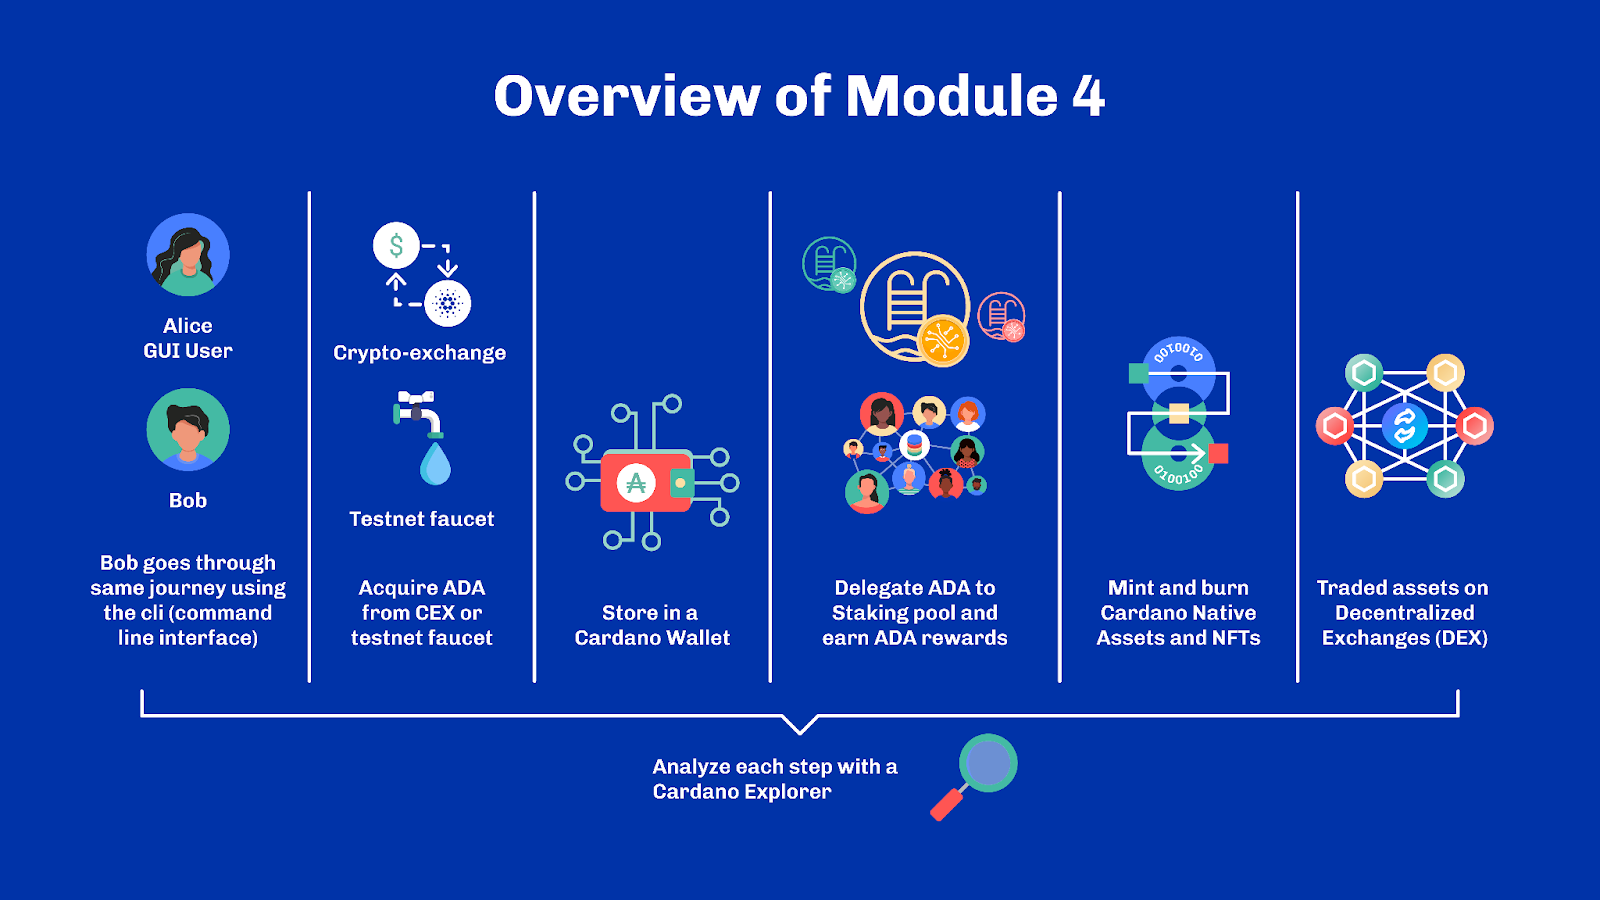 Overview of Module 4
Alice
GUI User
Bob
Bob goes through
same journey using
the cli (command
line interface)
$
Crypto-exchange
Testnet faucet
Acquire ADA
from CEX or
testnet faucet
₳
Store in a
Cardano Wallet
Delegate ADA to
Staking pool and
earn ADA rewards
0100100
0100100
Mint and burn
Cardano Native
Assets and NFTs
Traded assets on
Decentralized
Exchanges (DEX)
Analyze each step with a
Cardano Explorer